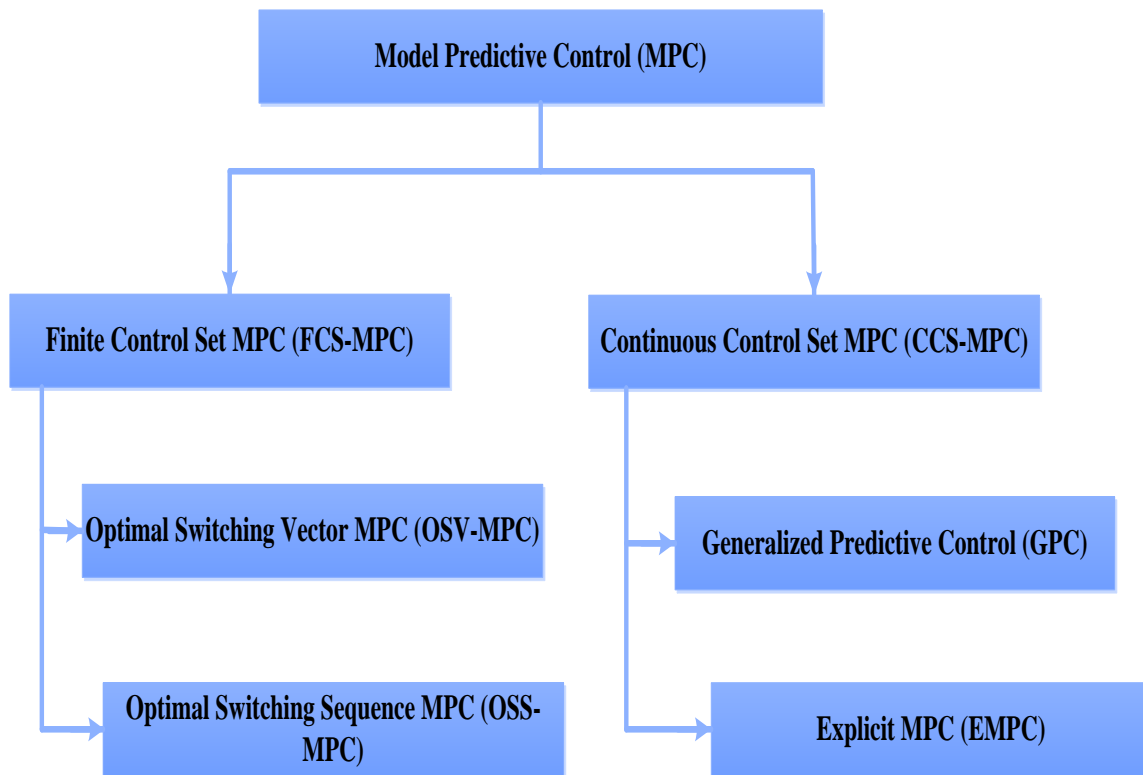 Model Predictive Control (MPC)
Finite Control Set MPC (FCS-MPC)
Continuous Control Set MPC (CCS-MPC)
Optimal Switching Vector MPC (OSV-MPC)
Generalized Predictive Control (GPC)
Optimal Switching Sequence MPC (OSS-
MPC)
Explicit MPC (EMPC)